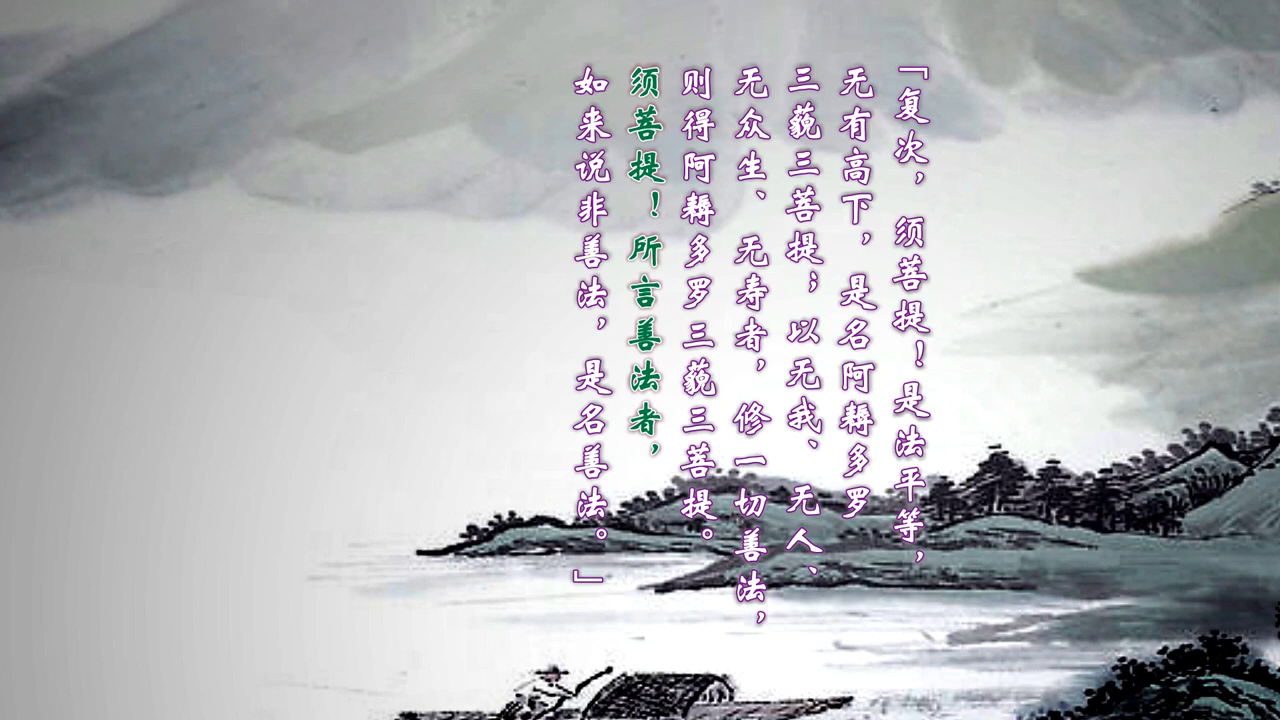 「复次，须菩提！是法平等，
无有高下，是名阿耨多罗
三藐三菩提；以无我、无人、
无众生、无寿者，修一切善法，
则得阿耨多罗三藐三菩提。
须菩提！所言善法者，
如来说非善法，是名善法。」